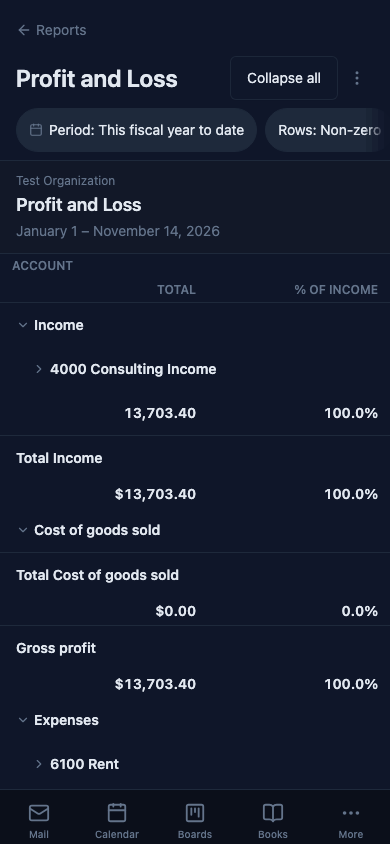 Reports
Profit and Loss
Collapse all
Period: This fiscal year to date
Rows: Non-zero
Test Organization
Profit and Loss
January 1 – November 14, 2026
ACCOUNT
TOTAL % OF INCOME
Income
4000 Consulting Income
13,703.40 100.0%
Total Income
$13,703.40 100.0%
Cost of goods sold
Total Cost of goods sold
$0.00 0.0%
Gross profit
$13,703.40 100.0%
Expenses
6100 Rent
Mail Calendar Boards Books More